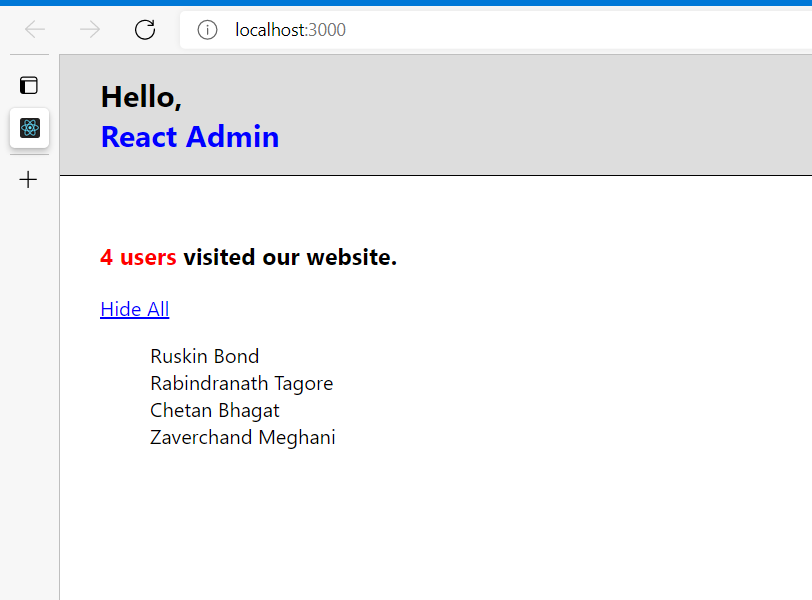 localhost:3000
Hello,
React Admin
4 users visited our website.
Hide All
Ruskin Bond
Rabindranath Tagore
Chetan Bhagat
Zaverchand Meghani